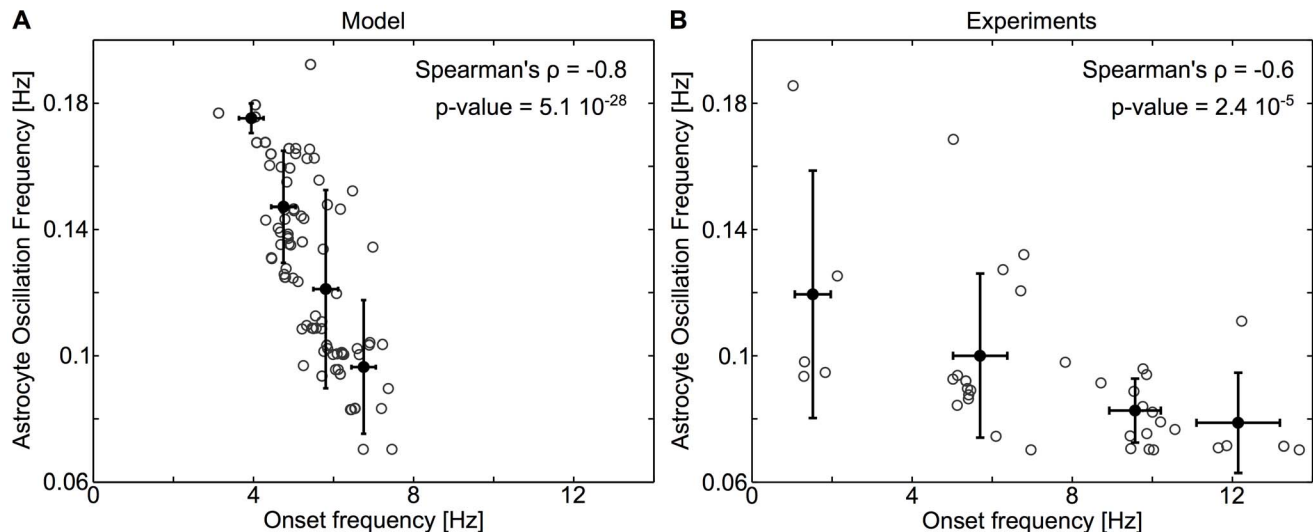 A
Model
Spearman's ρ = -0.8
p-value = 5.1 10-28
Astrocyte Oscillation Frequency [Hz]
0.18
0.14
0.1
0.06
0
4
8
12
Onset frequency [Hz]
B
Experiments
Spearman's ρ = -0.6
p-value = 2.4 10-5
Astrocyte Oscillation Frequency [Hz]
0.18
0.14
0.1
0.06
0
4
8
12
Onset frequency [Hz]